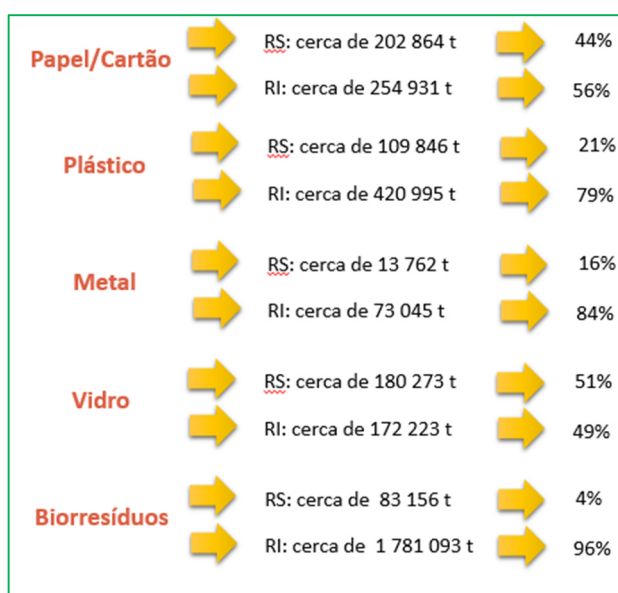 Papel/Cartão
RS: cerca de 202 864 t 44%
RI: cerca de 254 931 t 56%
Plástico
RS: cerca de 109 846 t 21%
RI: cerca de 420 995 t 79%
Metal
RS: cerca de 13 762 t 16%
RI: cerca de 73 045 t 84%
Vidro
RS: cerca de 180 273 t 51%
RI: cerca de 172 223 t 49%
Biorresíduos
RS: cerca de 83 156 t 4%
RI: cerca de 1 781 093 t 96%